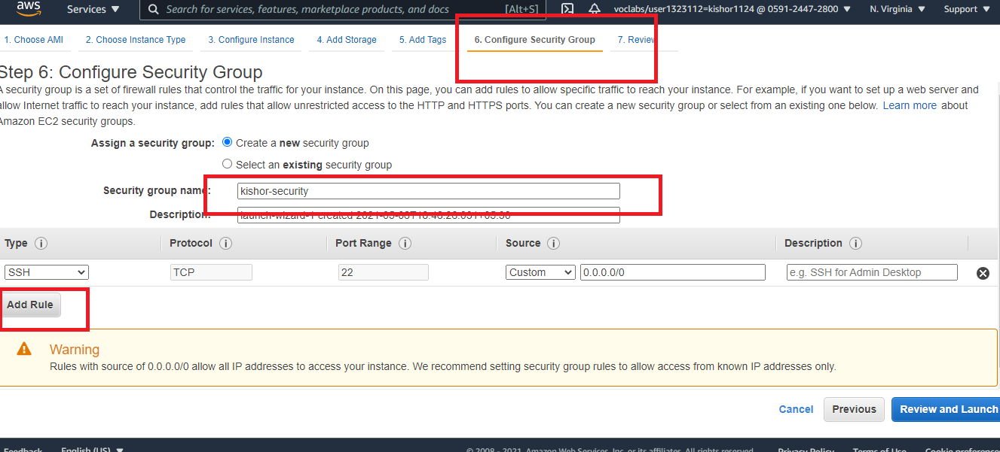 aws
Services
Search for services, features, marketplace products, and docs [Alt+S]
voclabs/user1323112=kishor1124 @ 0591-2447-2800
N. Virginia
Support
1. Choose AMI 2. Choose Instance Type 3. Configure Instance 4. Add Storage 5. Add Tags 6. Configure Security Group 7. Review
Step 6: Configure Security Group
A security group is a set of firewall rules that control the traffic for your instance. On this page, you can add rules to allow specific traffic to reach your instance. For example, if you want to set up a web server and
allow Internet traffic to reach your instance, add rules that allow unrestricted access to the HTTP and HTTPS ports. You can create a new security group or select from an existing one below. Learn more about
Amazon EC2 security groups.
Assign a security group: Create a new security group
Select an existing security group
Security group name: kishor-security
Description: launch-wizard-1 created
Type i Protocol i Port Range i Source i Description i
SSH TCP 22 Custom 0.0.0.0/0 e.g. SSH for Admin Desktop
Add Rule
Warning
Rules with source of 0.0.0.0/0 allow all IP addresses to access your instance. We recommend setting security group rules to allow access from known IP addresses only.
Cancel Previous Review and Launch
Feedback English (US) © 2008 - 2021, Amazon Web Services, Inc. or its affiliates. All rights reserved. Privacy Policy Terms of Use Cookie preferences